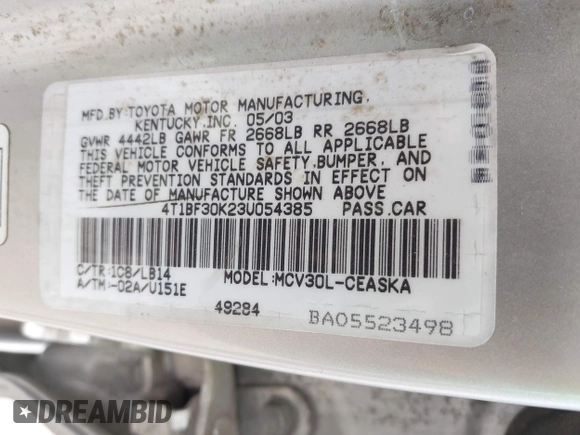 MFD.BY:TOYOTA MOTOR MANUFACTURING,
KENTUCKY,INC. 05/03
GVWR 4442LB GAWR FR 2668LB RR 2668LB
THIS VEHICLE CONFORMS TO ALL APPLICABLE
FEDERAL MOTOR VEHICLE SAFETY,BUMPER, AND
THEFT PREVENTION STANDARDS IN EFFECT ON
THE DATE OF MANUFACTURE SHOWN ABOVE
4T1BF30K23U054385 PASS.CAR
C/TR:1C8/LB14 MODEL:MCV30L-CEASKA
A/TM:-02A/U151E
49284
BA05523498
DREAMBID